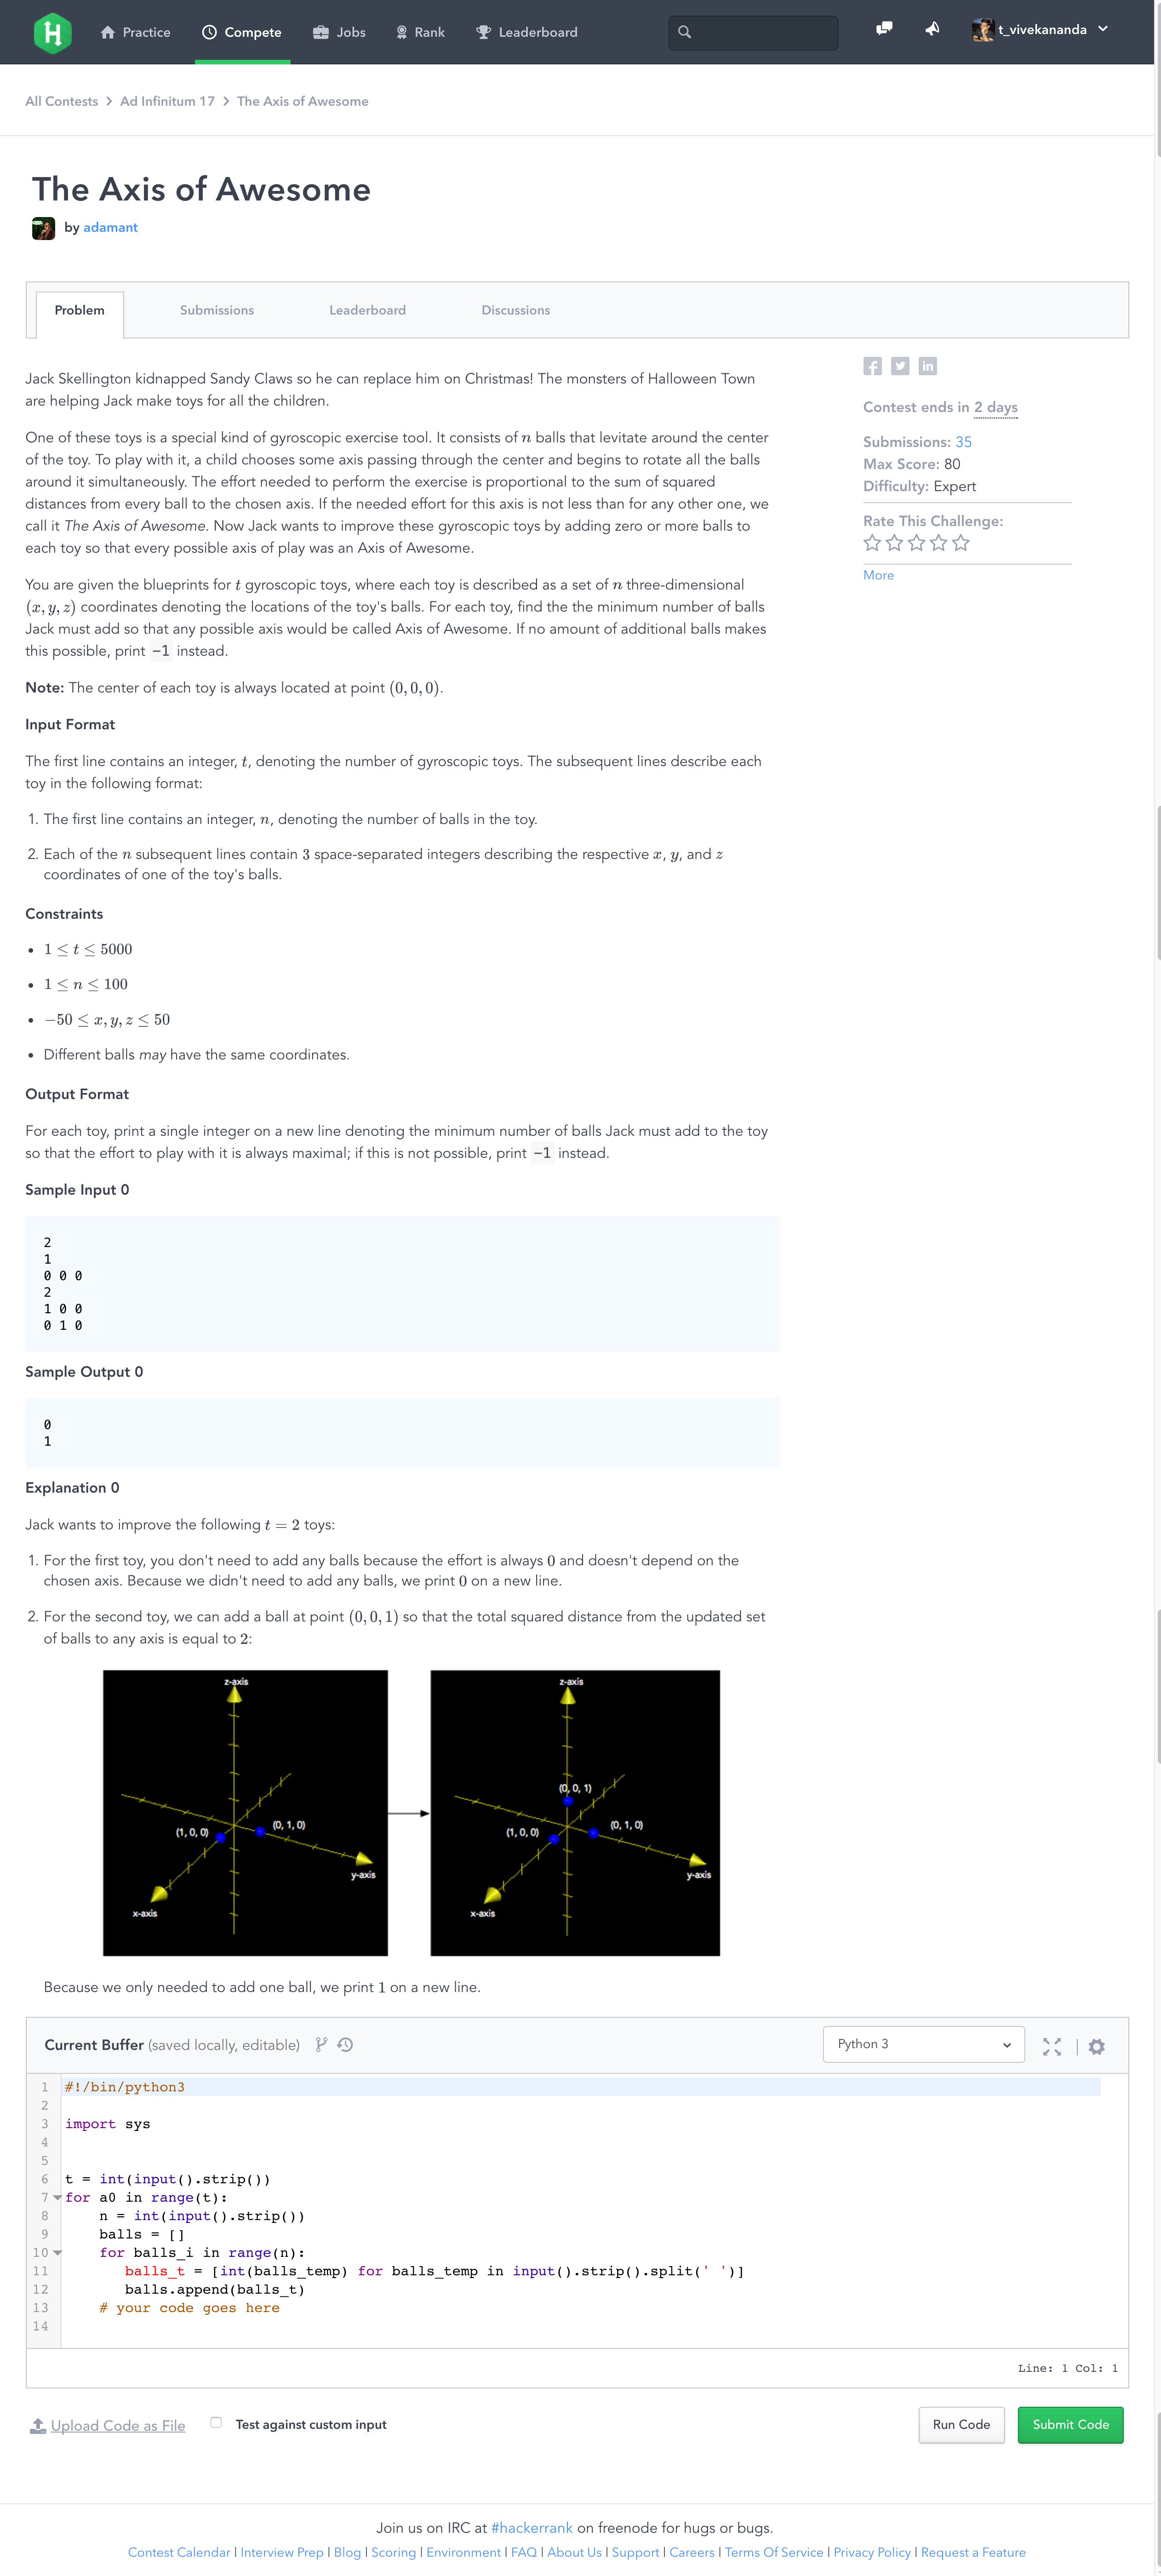 Practice Compete Jobs Rank Leaderboard t_vivekananda
All Contests > Ad Infinitum 17 > The Axis of Awesome
The Axis of Awesome
by adamant
Problem Submissions Leaderboard Discussions
Jack Skellington kidnapped Sandy Claws so he can replace him on Christmas! The monsters of Halloween Town
are helping Jack make toys for all the children.
One of these toys is a special kind of gyroscopic exercise tool. It consists of n balls that levitate around the center
of the toy. To play with it, a child chooses some axis passing through the center and begins to rotate all the balls
around it simultaneously. The effort needed to perform the exercise is proportional to the sum of squared
distances from every ball to the chosen axis. If the needed effort for this axis is not less than for any other one, we
call it The Axis of Awesome. Now Jack wants to improve these gyroscopic toys by adding zero or more balls to
each toy so that every possible axis of play was an Axis of Awesome.
You are given the blueprints for t gyroscopic toys, where each toy is described as a set of n three-dimensional
(x, y, z) coordinates denoting the locations of the toy's balls. For each toy, find the the minimum number of balls
Jack must add so that any possible axis would be called Axis of Awesome. If no amount of additional balls makes
this possible, print −1 instead.
Note: The center of each toy is always located at point (0, 0, 0).
Input Format
The first line contains an integer, t, denoting the number of gyroscopic toys. The subsequent lines describe each
toy in the following format:
1. The first line contains an integer, n, denoting the number of balls in the toy.
2. Each of the n subsequent lines contain 3 space-separated integers describing the respective x, y, and z
coordinates of one of the toy's balls.
Constraints
• 1 ≤ t ≤ 5000
• 1 ≤ n ≤ 100
• −50 ≤ x, y, z ≤ 50
• Different balls may have the same coordinates.
Output Format
For each toy, print a single integer on a new line denoting the minimum number of balls Jack must add to the toy
so that the effort to play with it is always maximal; if this is not possible, print −1 instead.
Sample Input 0
2
1
0 0 0
2
1 0 0
0 1 0
Sample Output 0
0
1
Explanation 0
Jack wants to improve the following t = 2 toys:
1. For the first toy, you don't need to add any balls because the effort is always 0 and doesn't depend on the
chosen axis. Because we didn't need to add any balls, we print 0 on a new line.
2. For the second toy, we can add a ball at point (0, 0, 1) so that the total squared distance from the updated set
of balls to any axis is equal to 2:
z-axis z-axis
(0, 0, 1)
(1, 0, 0) (0, 1, 0) (1, 0, 0) (0, 1, 0)
y-axis y-axis
x-axis x-axis
Because we only needed to add one ball, we print 1 on a new line.
Contest ends in 2 days
Submissions: 35
Max Score: 80
Difficulty: Expert
Rate This Challenge:
More
Current Buffer (saved locally, editable) Python 3
1 #!/bin/python3
2
3 import sys
4
5
6 t = int(input().strip())
7 for a0 in range(t):
8     n = int(input().strip())
9     balls = []
10     for balls_i in range(n):
11        balls_t = [int(balls_temp) for balls_temp in input().strip().split(' ')]
12        balls.append(balls_t)
13     # your code goes here
14
Line: 1 Col: 1
Upload Code as File Test against custom input Run Code Submit Code
Join us on IRC at #hackerrank on freenode for hugs or bugs.
Contest Calendar | Interview Prep | Blog | Scoring | Environment | FAQ | About Us | Support | Careers | Terms Of Service | Privacy Policy | Request a Feature